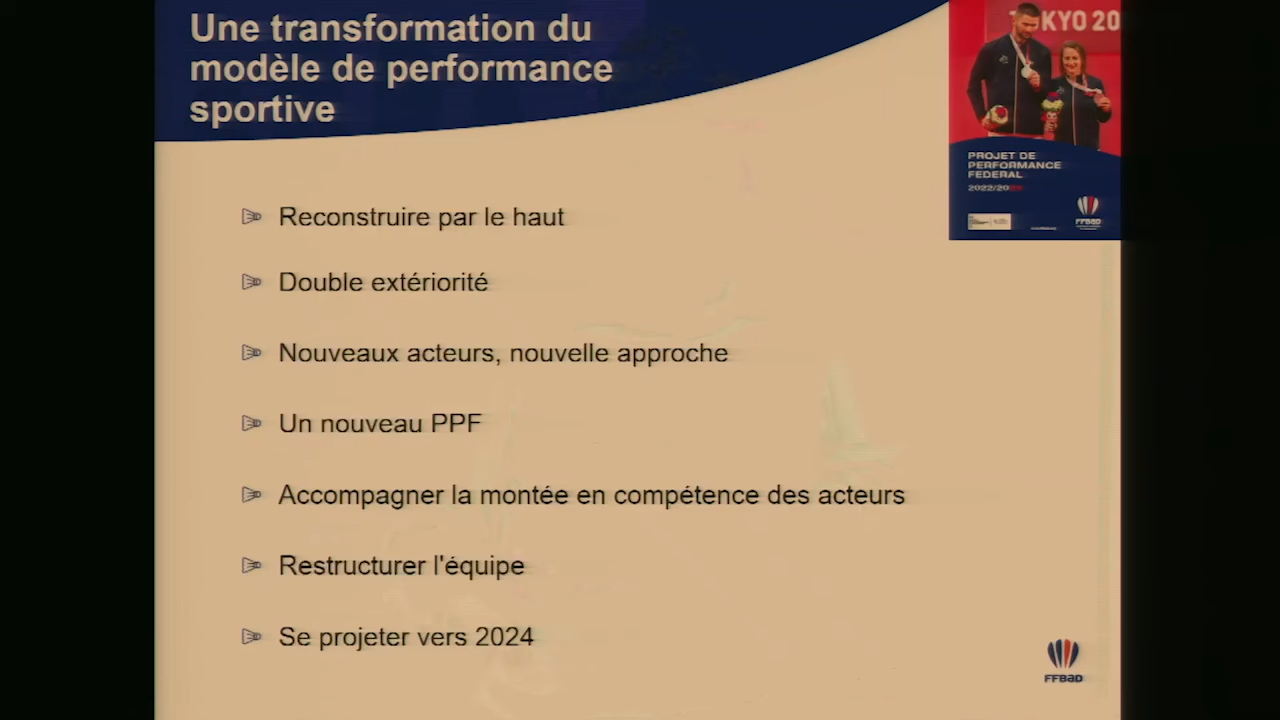 Une transformation du
modèle de performance
sportive
KYO 20
PROJET DE
PERFORMANCE
FEDERAL
FFBaD
Reconstruire par le haut
Double extériorité
Nouveaux acteurs, nouvelle approche
Un nouveau PPF
Accompagner la montée en compétence des acteurs
Restructurer l'équipe
Se projeter vers 2024
FFBaD